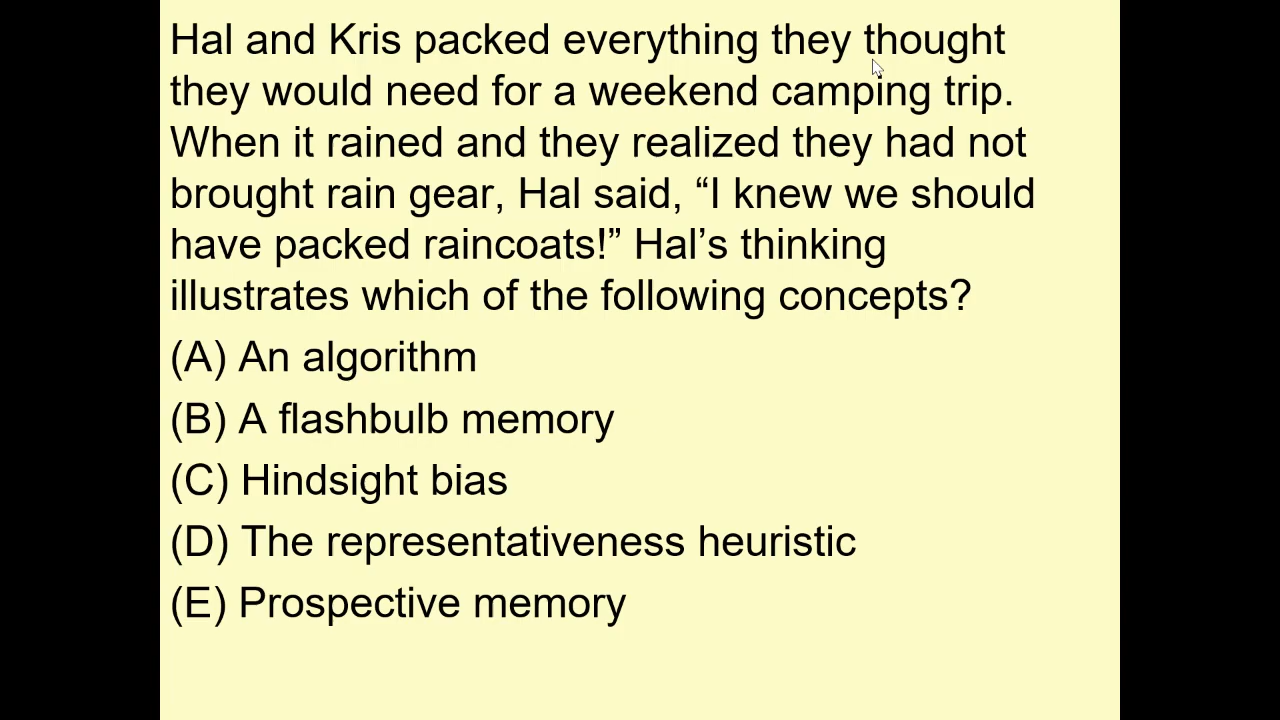 Hal and Kris packed everything they thought
they would need for a weekend camping trip.
When it rained and they realized they had not
brought rain gear, Hal said, “I knew we should
have packed raincoats!” Hal’s thinking
illustrates which of the following concepts?
(A) An algorithm
(B) A flashbulb memory
(C) Hindsight bias
(D) The representativeness heuristic
(E) Prospective memory